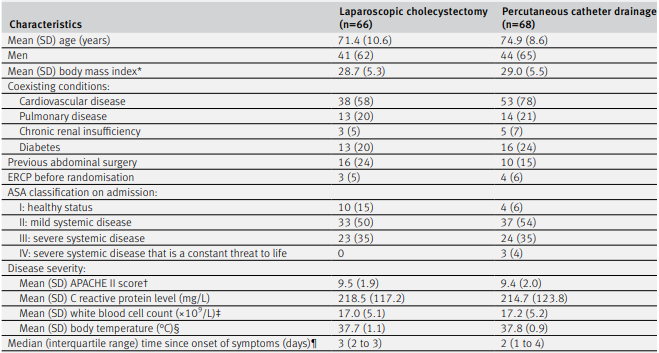 Characteristics Laparoscopic cholecystectomy (n=66) Percutaneous catheter drainage (n=68)
Mean (SD) age (years) 71.4 (10.6) 74.9 (8.6)
Men 41 (62) 44 (65)
Mean (SD) body mass index* 28.7 (5.3) 29.0 (5.5)
Coexisting conditions:
Cardiovascular disease 38 (58) 53 (78)
Pulmonary disease 13 (20) 14 (21)
Chronic renal insufficiency 3 (5) 5 (7)
Diabetes 13 (20) 16 (24)
Previous abdominal surgery 16 (24) 10 (15)
ERCP before randomisation 3 (5) 4 (6)
ASA classification on admission:
I: healthy status 10 (15) 4 (6)
II: mild systemic disease 33 (50) 37 (54)
III: severe systemic disease 23 (35) 24 (35)
IV: severe systemic disease that is a constant threat to life 0 3 (4)
Disease severity:
Mean (SD) APACHE II score† 9.5 (1.9) 9.4 (2.0)
Mean (SD) C reactive protein level (mg/L) 218.5 (117.2) 214.7 (123.8)
Mean (SD) white blood cell count (×10⁹/L)‡ 17.0 (5.1) 17.2 (5.2)
Mean (SD) body temperature (°C)§ 37.7 (1.1) 37.8 (0.9)
Median (interquartile range) time since onset of symptoms (days)¶ 3 (2 to 3) 2 (1 to 4)